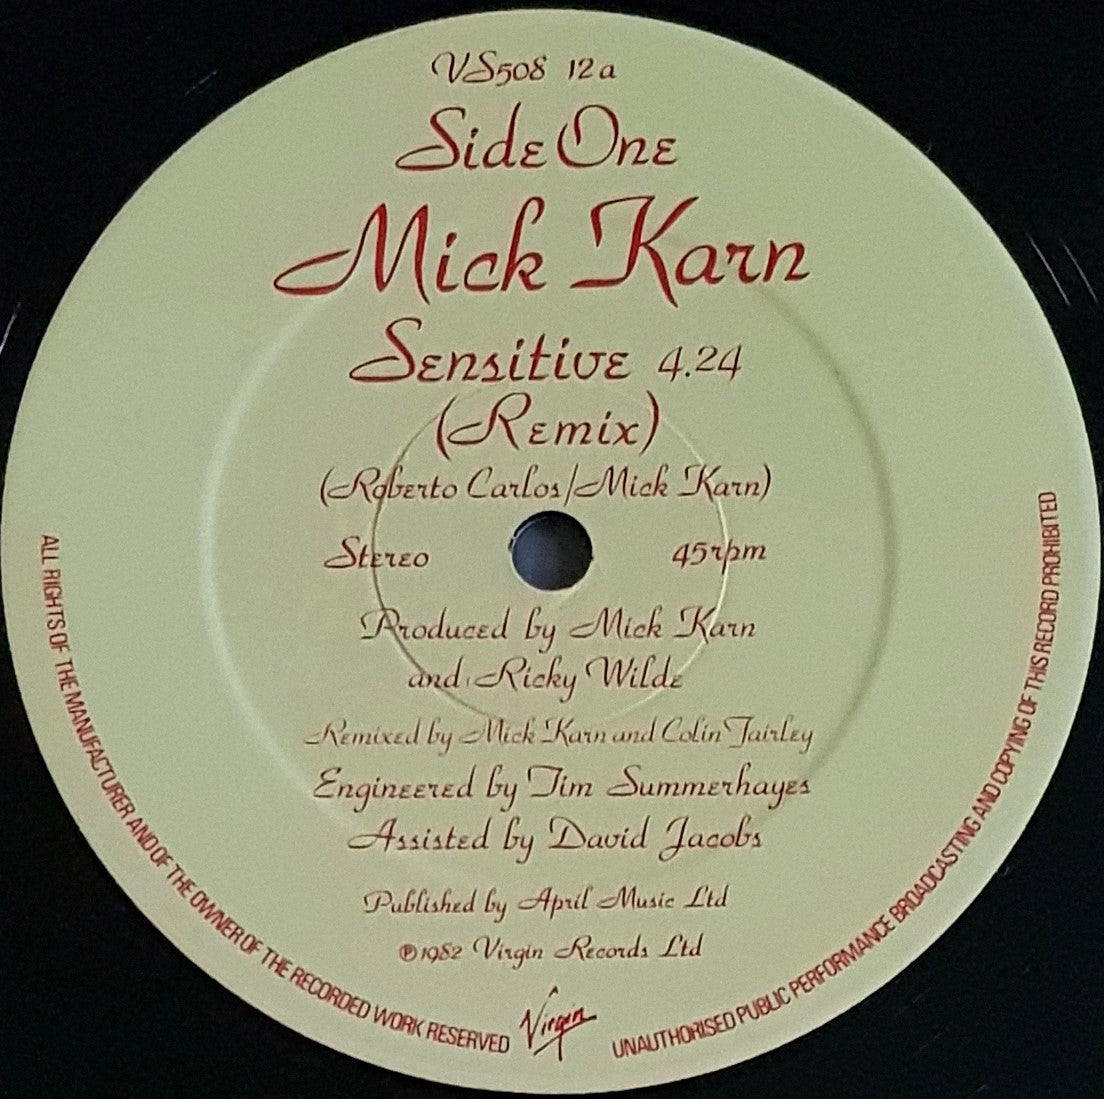 VS508 12a
Side One
Mick Karn
Sensitive 4.24
(Remix)
(Roberto Carlos/Mick Karn)
Stereo 45rpm
Produced by Mick Karn
and Ricky Wilde
Remixed by Mick Karn and Colin Fairley
Engineered by Tim Summerhayes
Assisted by David Jacobs
Published by April Music Ltd
℗1982 Virgin Records Ltd
Virgin
ALL RIGHTS OF THE MANUFACTURER AND OF THE OWNER OF THE RECORDED WORK RESERVED
UNAUTHORISED PUBLIC PERFORMANCE BROADCASTING AND COPYING OF THIS RECORD PROHIBITED